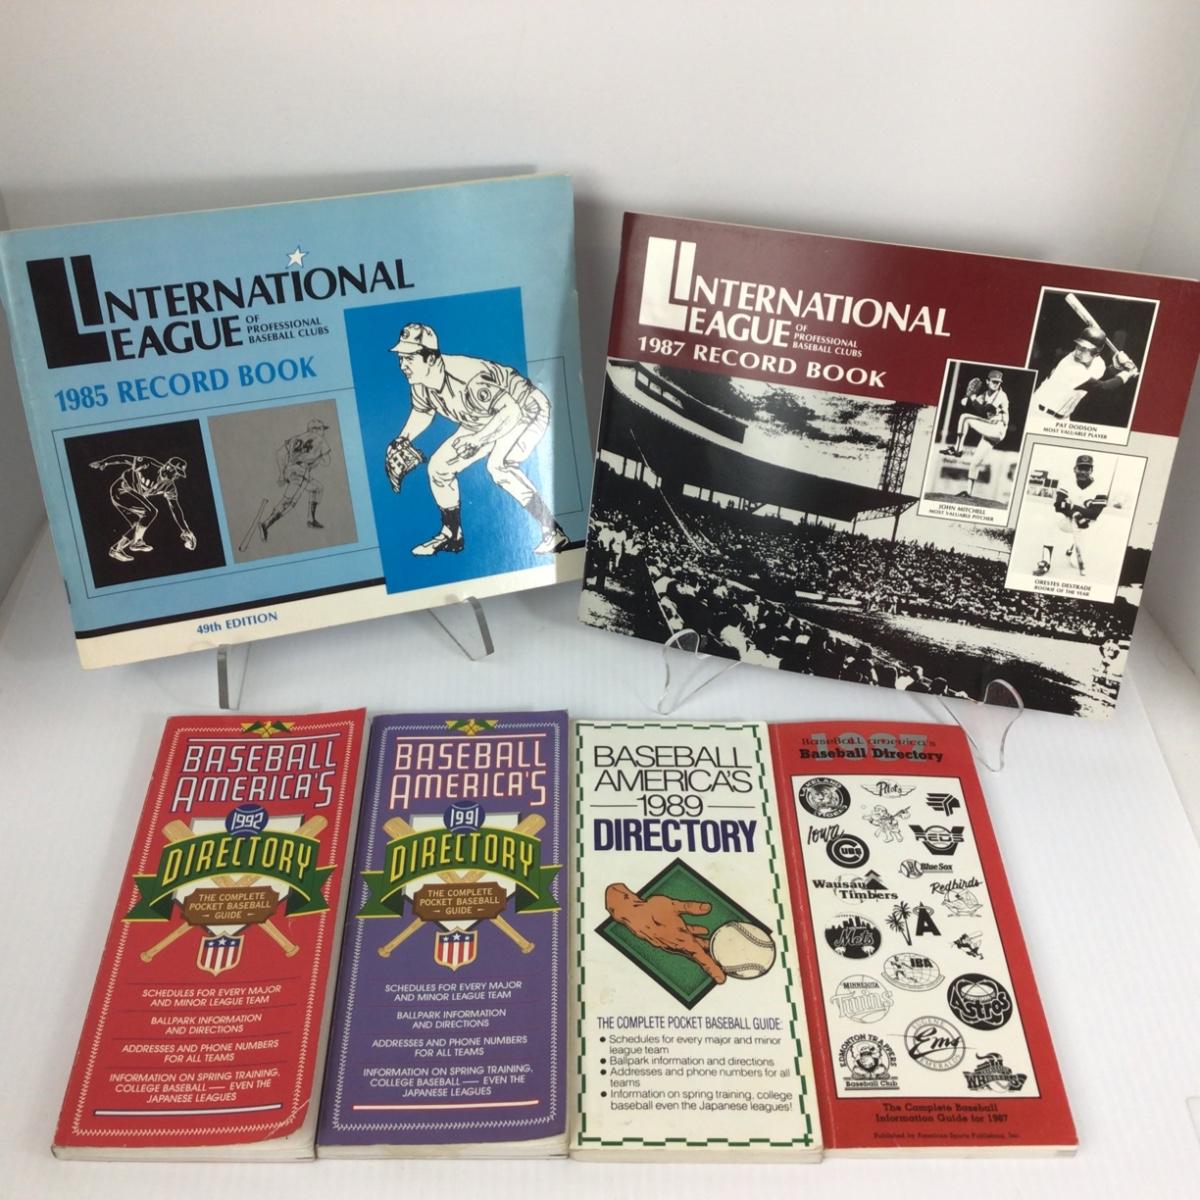 INTERNATIONAL
LEAGUE OF
PROFESSIONAL
BASEBALL CLUBS
1985 RECORD BOOK
24
49th EDITION
INTERNATIONAL
LEAGUE OF
PROFESSIONAL
BASEBALL CLUBS
1987 RECORD BOOK
PAT DODSON
MOST VALUABLE PLAYER
JOHN MITCHELL
MOST VALUABLE PITCHER
ORESTES DESTRADE
ROOKIE OF THE YEAR
BASEBALL
AMERICA'S
1992
DIRECTORY
THE COMPLETE
POCKET BASEBALL
GUIDE
SCHEDULES FOR EVERY MAJOR
AND MINOR LEAGUE TEAM
BALLPARK INFORMATION
AND DIRECTIONS
ADDRESSES AND PHONE NUMBERS
FOR ALL TEAMS
INFORMATION ON SPRING TRAINING,
COLLEGE BASEBALL — EVEN THE
JAPANESE LEAGUES
BASEBALL
AMERICA'S
1991
DIRECTORY
THE COMPLETE
POCKET BASEBALL
GUIDE
SCHEDULES FOR EVERY MAJOR
AND MINOR LEAGUE TEAM
BALLPARK INFORMATION
AND DIRECTIONS
ADDRESSES AND PHONE NUMBERS
FOR ALL TEAMS
INFORMATION ON SPRING TRAINING,
COLLEGE BASEBALL — EVEN THE
JAPANESE LEAGUES
BASEBALL
AMERICA'S
1989
DIRECTORY
THE COMPLETE POCKET BASEBALL GUIDE:
• Schedules for every major and minor
league team
• Ballpark information and directions
• Addresses and phone numbers for all
teams
• Information on spring training, college
baseball even the Japanese leagues!
Baseball america's
Baseball Directory
Pilots
Iowa
CUBS
REDS
Blue Sox
Wausau
Timbers
Redbirds
Mets
A
IBA
MINNESOTA
Twins
Astros
EUGENE
Ems
EDMONTON TRAPPERS
Baseball Club
WHEELERS
The Complete Baseball
Information Guide for 1987
Published by American Sports Publishing, Inc.